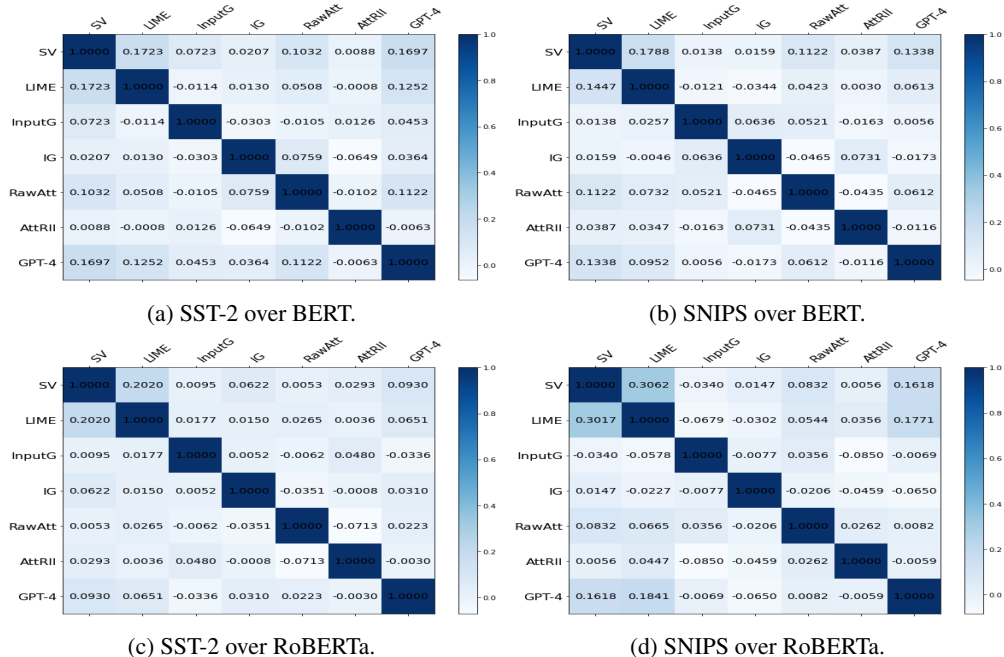 SV LIME InputG IG RawAtt AttRII GPT-4
SV 1.0000 0.1723 0.0723 0.0207 0.1032 0.0088 0.1697
LIME 0.1723 1.0000 -0.0114 0.0130 0.0508 -0.0008 0.1252
InputG 0.0723 -0.0114 1.0000 -0.0303 -0.0105 0.0126 0.0453
IG 0.0207 0.0130 -0.0303 1.0000 0.0759 -0.0649 0.0364
RawAtt 0.1032 0.0508 -0.0105 0.0759 1.0000 -0.0102 0.1122
AttRII 0.0088 -0.0008 0.0126 -0.0649 -0.0102 1.0000 -0.0063
GPT-4 0.1697 0.1252 0.0453 0.0364 0.1122 -0.0063 1.0000
1.0
0.8
0.6
0.4
0.2
0.0
(a) SST-2 over BERT.
SV LIME InputG IG RawAtt AttRII GPT-4
SV 1.0000 0.1788 0.0138 0.0159 0.1122 0.0387 0.1338
LIME 0.1447 1.0000 -0.0121 -0.0344 0.0423 0.0030 0.0613
InputG 0.0138 0.0257 1.0000 0.0636 0.0521 -0.0163 0.0056
IG 0.0159 -0.0046 0.0636 1.0000 -0.0465 0.0731 -0.0173
RawAtt 0.1122 0.0732 0.0521 -0.0465 1.0000 -0.0435 0.0612
AttRII 0.0387 0.0347 -0.0163 0.0731 -0.0435 1.0000 -0.0116
GPT-4 0.1338 0.0952 0.0056 -0.0173 0.0612 -0.0116 1.0000
1.0
0.8
0.6
0.4
0.2
0.0
(b) SNIPS over BERT.
SV LIME InputG IG RawAtt AttRII GPT-4
SV 1.0000 0.2020 0.0095 0.0622 0.0053 0.0293 0.0930
LIME 0.2020 1.0000 0.0177 0.0150 0.0265 0.0036 0.0651
InputG 0.0095 0.0177 1.0000 0.0052 -0.0062 0.0480 -0.0336
IG 0.0622 0.0150 0.0052 1.0000 -0.0351 -0.0008 0.0310
RawAtt 0.0053 0.0265 -0.0062 -0.0351 1.0000 -0.0713 0.0223
AttRII 0.0293 0.0036 0.0480 -0.0008 -0.0713 1.0000 -0.0030
GPT-4 0.0930 0.0651 -0.0336 0.0310 0.0223 -0.0030 1.0000
1.0
0.8
0.6
0.4
0.2
0.0
(c) SST-2 over RoBERTa.
SV LIME InputG IG RawAtt AttRII GPT-4
SV 1.0000 0.3062 -0.0340 0.0147 0.0832 0.0056 0.1618
LIME 0.3017 1.0000 -0.0679 -0.0302 0.0544 0.0356 0.1771
InputG -0.0340 -0.0578 1.0000 -0.0077 0.0356 -0.0850 -0.0069
IG 0.0147 -0.0227 -0.0077 1.0000 -0.0206 -0.0459 -0.0650
RawAtt 0.0832 0.0665 0.0356 -0.0206 1.0000 0.0262 0.0082
AttRII 0.0056 0.0447 -0.0850 -0.0459 0.0262 1.0000 -0.0059
GPT-4 0.1618 0.1841 -0.0069 -0.0650 0.0082 -0.0059 1.0000
1.0
0.8
0.6
0.4
0.2
0.0
(d) SNIPS over RoBERTa.